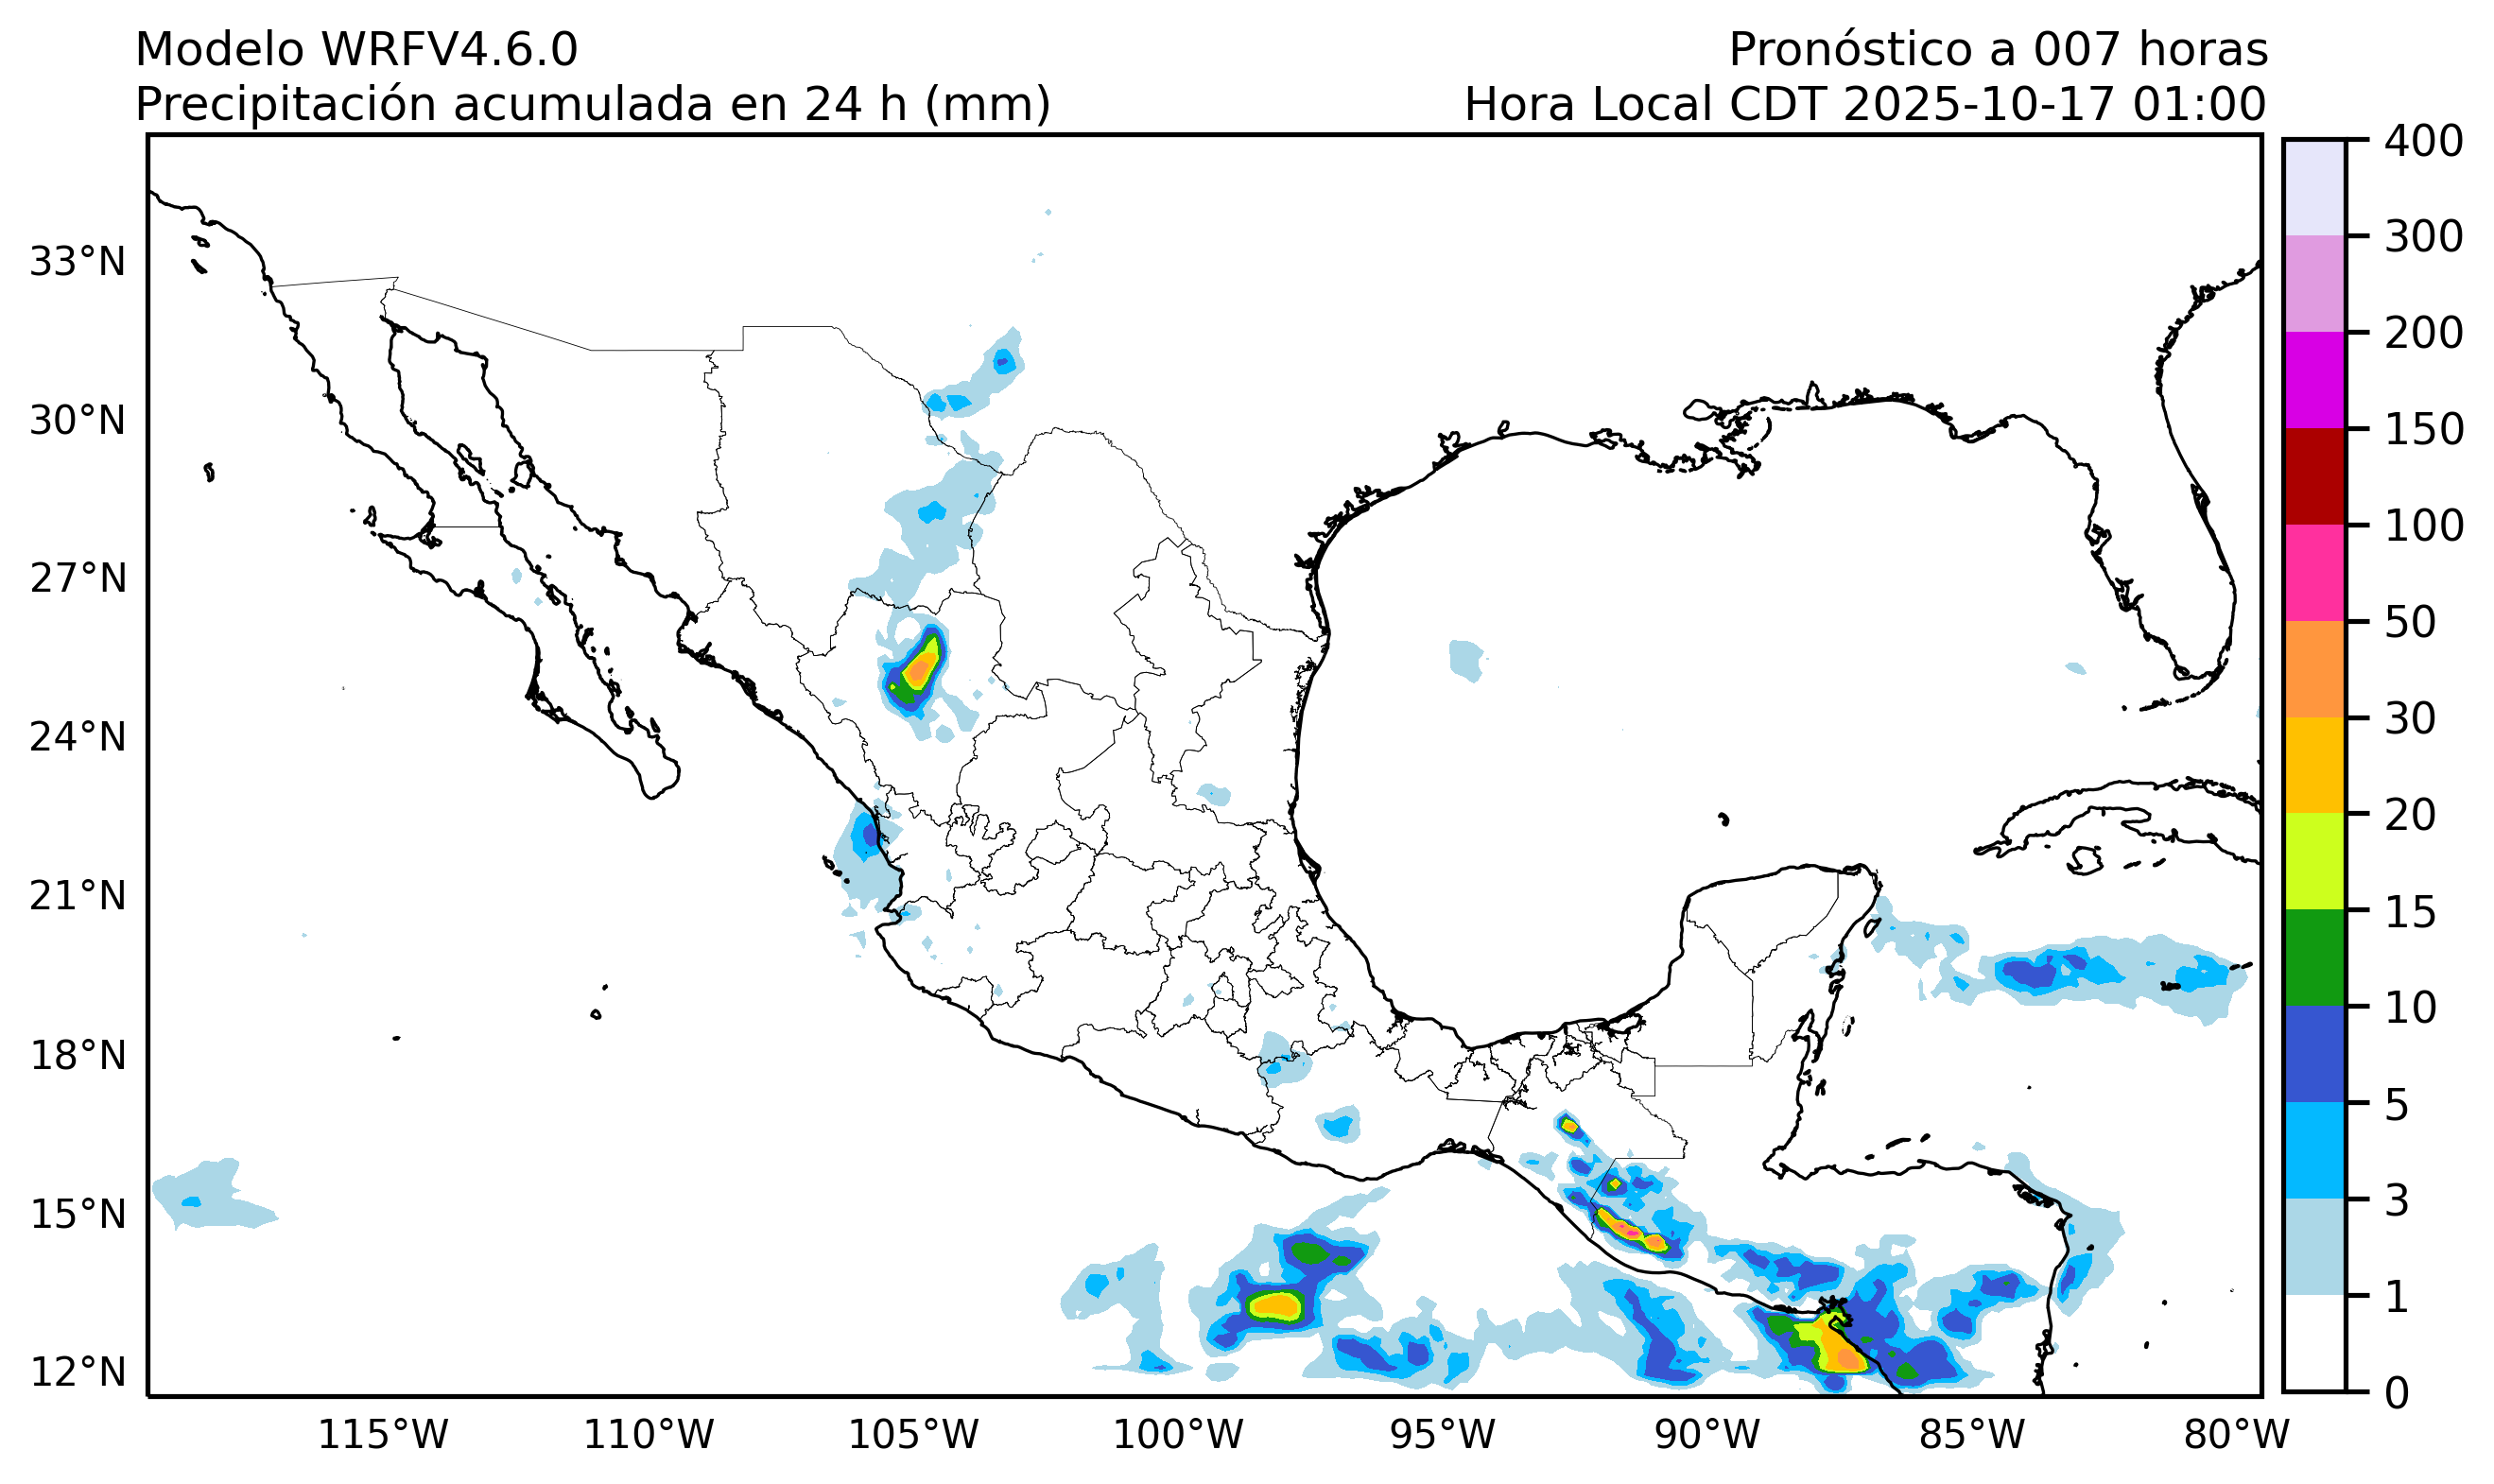 Modelo WRFV4.6.0
Precipitación acumulada en 24 h (mm)
Pronóstico a 007 horas
Hora Local CDT 2025-10-17 01:00
33°N
30°N
27°N
24°N
21°N
18°N
15°N
12°N
115°W
110°W
105°W
100°W
95°W
90°W
85°W
80°W
400
300
200
150
100
50
30
20
15
10
5
3
1
0